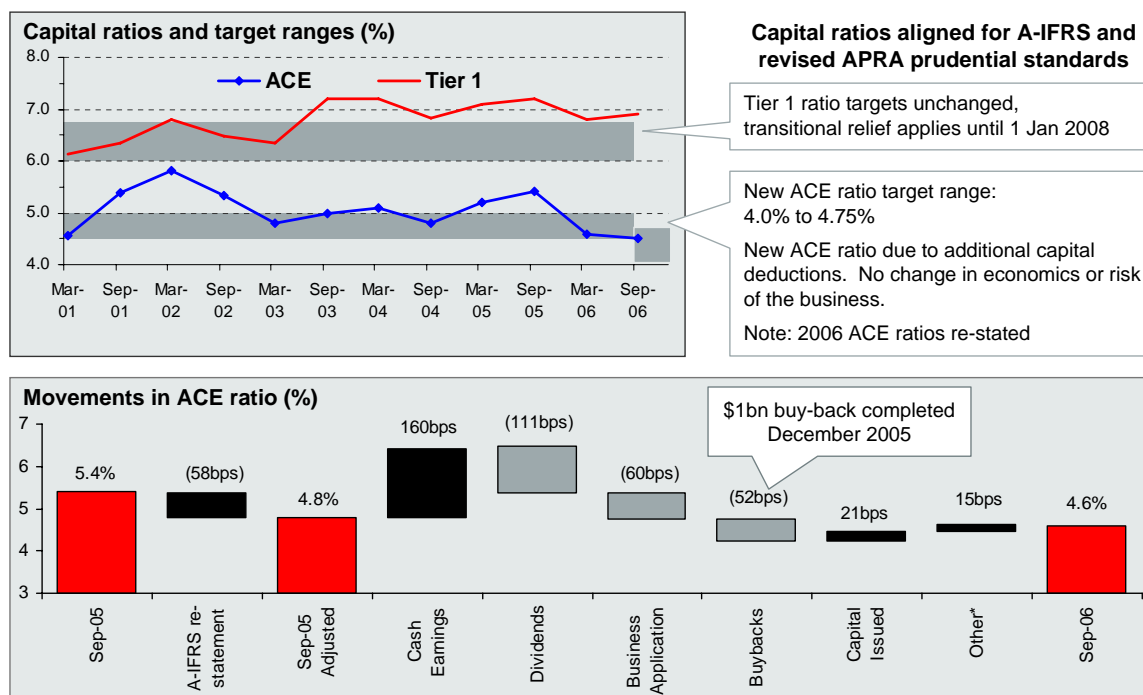 Capital ratios and target ranges (%)
8.0
7.0
6.0
5.0
4.0
ACE
Tier 1
Mar-01
Sep-01
Mar-02
Sep-02
Mar-03
Sep-03
Mar-04
Sep-04
Mar-05
Sep-05
Mar-06
Sep-06
Capital ratios aligned for A-IFRS and
revised APRA prudential standards
Tier 1 ratio targets unchanged,
transitional relief applies until 1 Jan 2008
New ACE ratio target range:
4.0% to 4.75%
New ACE ratio due to additional capital
deductions.  No change in economics or risk
of the business.
Note: 2006 ACE ratios re-stated
Movements in ACE ratio (%)
7
6
5
4
3
5.4%
(58bps)
4.8%
160bps
(111bps)
(60bps)
(52bps)
21bps
15bps
4.6%
$1bn buy-back completed
December 2005
Sep-05
A-IFRS re-
statement
Sep-05
Adjusted
Cash
Earnings
Dividends
Business
Application
Buybacks
Capital
Issued
Other*
Sep-06